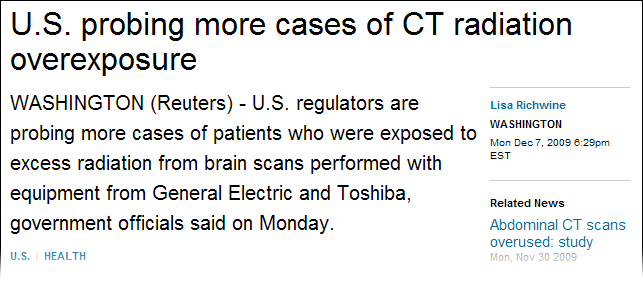 U.S. probing more cases of CT radiation
overexposure
WASHINGTON (Reuters) - U.S. regulators are
probing more cases of patients who were exposed to
excess radiation from brain scans performed with
equipment from General Electric and Toshiba,
government officials said on Monday.
U.S. | HEALTH
Lisa Richwine
WASHINGTON
Mon Dec 7, 2009 6:29pm
EST
Related News
Abdominal CT scans
overused: study
Mon, Nov 30 2009